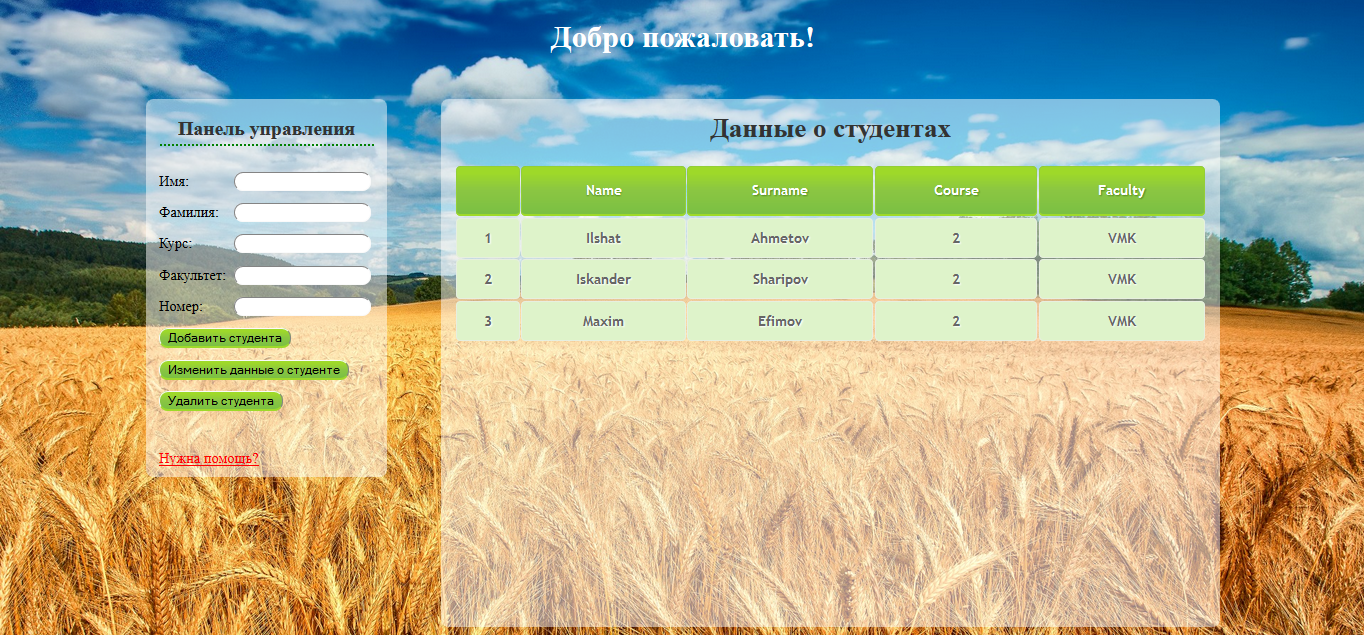 Добро пожаловать!
Панель управления
Имя:
Фамилия:
Курс:
Факультет:
Номер:
Добавить студента
Изменить данные о студенте
Удалить студента
Нужна помощь?
Данные о студентах
Name Surname Course Faculty
1 Ilshat Ahmetov 2 VMK
2 Iskander Sharipov 2 VMK
3 Maxim Efimov 2 VMK